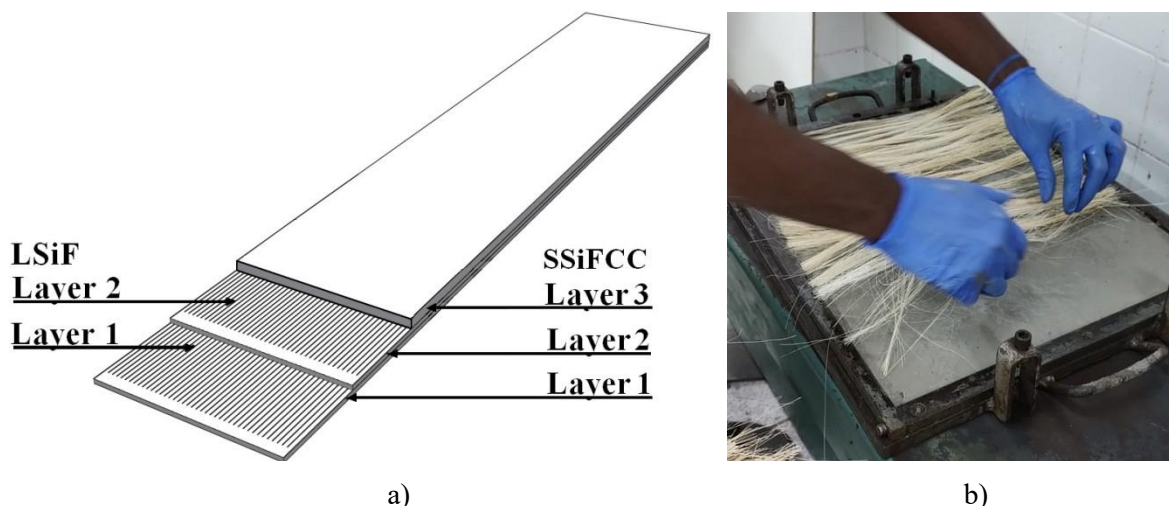 LSiF
Layer 2
Layer 1
SSiFCC
Layer 3
Layer 2
Layer 1
a)
b)